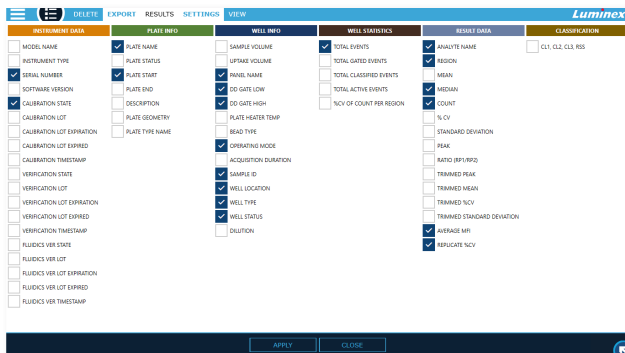 DELETE EXPORT RESULTS SETTINGS VIEW Luminex
INSTRUMENT DATA
MODEL NAME
INSTRUMENT TYPE
SERIAL NUMBER
SOFTWARE VERSION
CALIBRATION STATE
CALIBRATION LOT
CALIBRATION LOT EXPIRATION
CALIBRATION LOT EXPIRED
CALIBRATION TIMESTAMP
VERIFICATION STATE
VERIFICATION LOT
VERIFICATION LOT EXPIRATION
VERIFICATION LOT EXPIRED
VERIFICATION TIMESTAMP
FLUIDICS VER STATE
FLUIDICS VER LOT
FLUIDICS VER LOT EXPIRATION
FLUIDICS VER LOT EXPIRED
FLUIDICS VER TIMESTAMP
PLATE INFO
PLATE NAME
PLATE STATUS
PLATE START
PLATE END
DESCRIPTION
PLATE GEOMETRY
PLATE TYPE NAME
WELL INFO
SAMPLE VOLUME
UPTAKE VOLUME
PANEL NAME
DD GATE LOW
DD GATE HIGH
PLATE HEATER TEMP
BEAD TYPE
OPERATING MODE
ACQUISITION DURATION
SAMPLE ID
WELL LOCATION
WELL TYPE
WELL STATUS
DILUTION
WELL STATISTICS
TOTAL EVENTS
TOTAL GATED EVENTS
TOTAL CLASSIFIED EVENTS
TOTAL ACTIVE EVENTS
%CV OF COUNT PER REGION
RESULT DATA
ANALYTE NAME
REGION
MEAN
MEDIAN
COUNT
% CV
STANDARD DEVIATION
PEAK
RATIO (RP1/RP2)
TRIMMED PEAK
TRIMMED MEAN
TRIMMED %CV
TRIMMED STANDARD DEVIATION
AVERAGE MFI
REPLICATE %CV
CLASSIFICATION
CL1, CL2, CL3, RSS
APPLY CLOSE